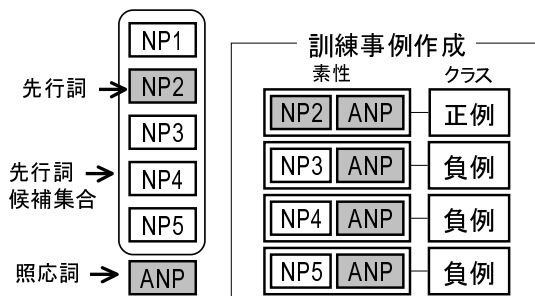 NP1
先行詞
NP2
NP3
先行詞
候補集合
NP4
NP5
照応詞
ANP
訓練事例作成
素性
クラス
NP2 ANP 正例
NP3 ANP 負例
NP4 ANP 負例
NP5 ANP 負例